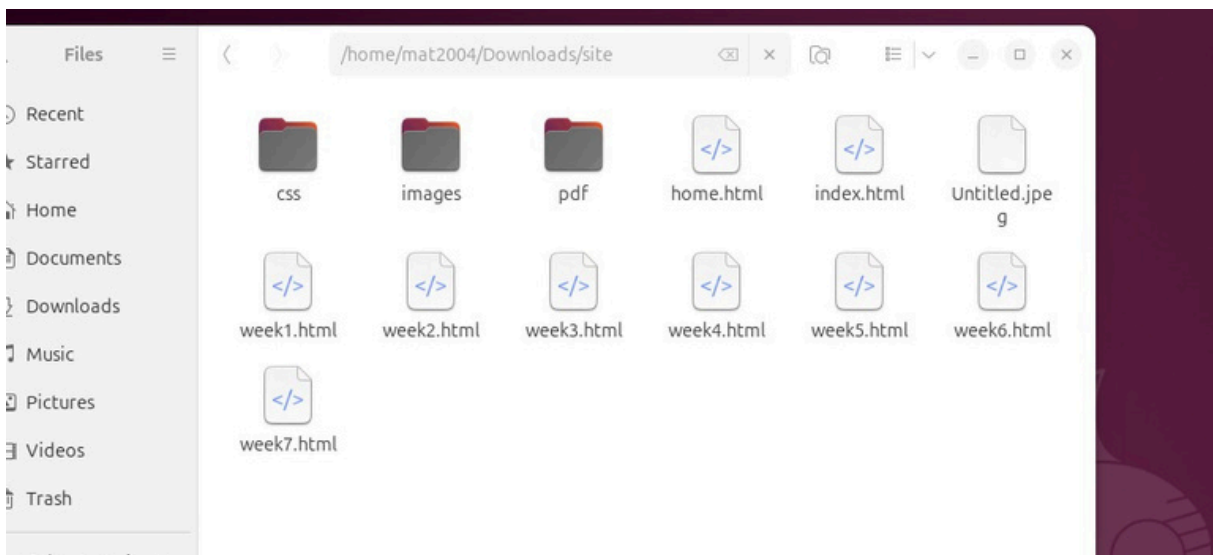 Files
/home/mat2004/Downloads/site
Recent
Starred
Home
Documents
Downloads
Music
Pictures
Videos
Trash
css
images
pdf
home.html
index.html
Untitled.jpe
g
week1.html
week2.html
week3.html
week4.html
week5.html
week6.html
week7.html